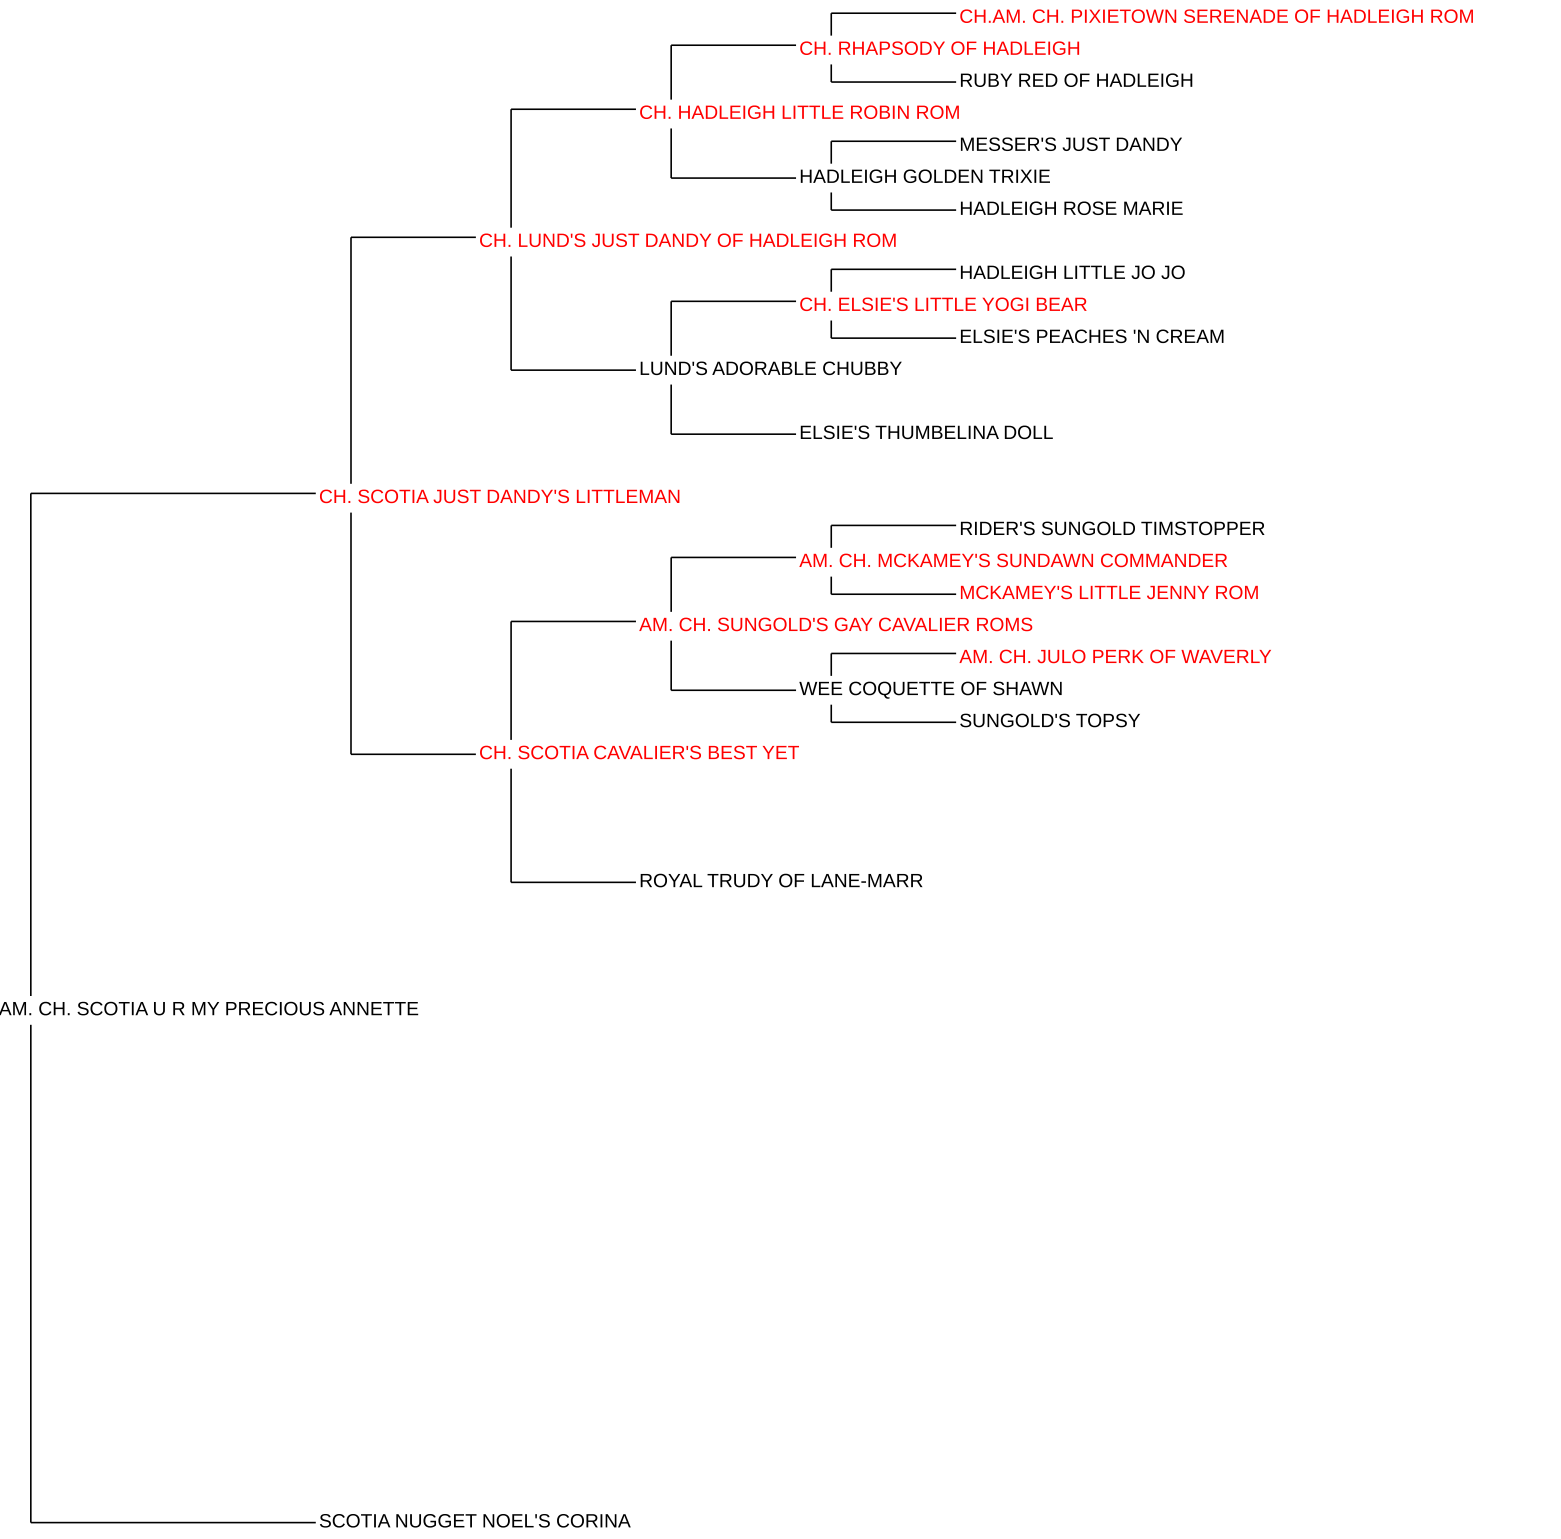 CH.AM. CH. PIXIETOWN SERENADE OF HADLEIGH ROM
CH. RHAPSODY OF HADLEIGH
RUBY RED OF HADLEIGH
CH. HADLEIGH LITTLE ROBIN ROM
MESSER'S JUST DANDY
HADLEIGH GOLDEN TRIXIE
HADLEIGH ROSE MARIE
CH. LUND'S JUST DANDY OF HADLEIGH ROM
HADLEIGH LITTLE JO JO
CH. ELSIE'S LITTLE YOGI BEAR
ELSIE'S PEACHES 'N CREAM
LUND'S ADORABLE CHUBBY
ELSIE'S THUMBELINA DOLL
CH. SCOTIA JUST DANDY'S LITTLEMAN
RIDER'S SUNGOLD TIMSTOPPER
AM. CH. MCKAMEY'S SUNDAWN COMMANDER
MCKAMEY'S LITTLE JENNY ROM
AM. CH. SUNGOLD'S GAY CAVALIER ROMS
AM. CH. JULO PERK OF WAVERLY
WEE COQUETTE OF SHAWN
SUNGOLD'S TOPSY
CH. SCOTIA CAVALIER'S BEST YET
ROYAL TRUDY OF LANE-MARR
AM. CH. SCOTIA U R MY PRECIOUS ANNETTE
SCOTIA NUGGET NOEL'S CORINA